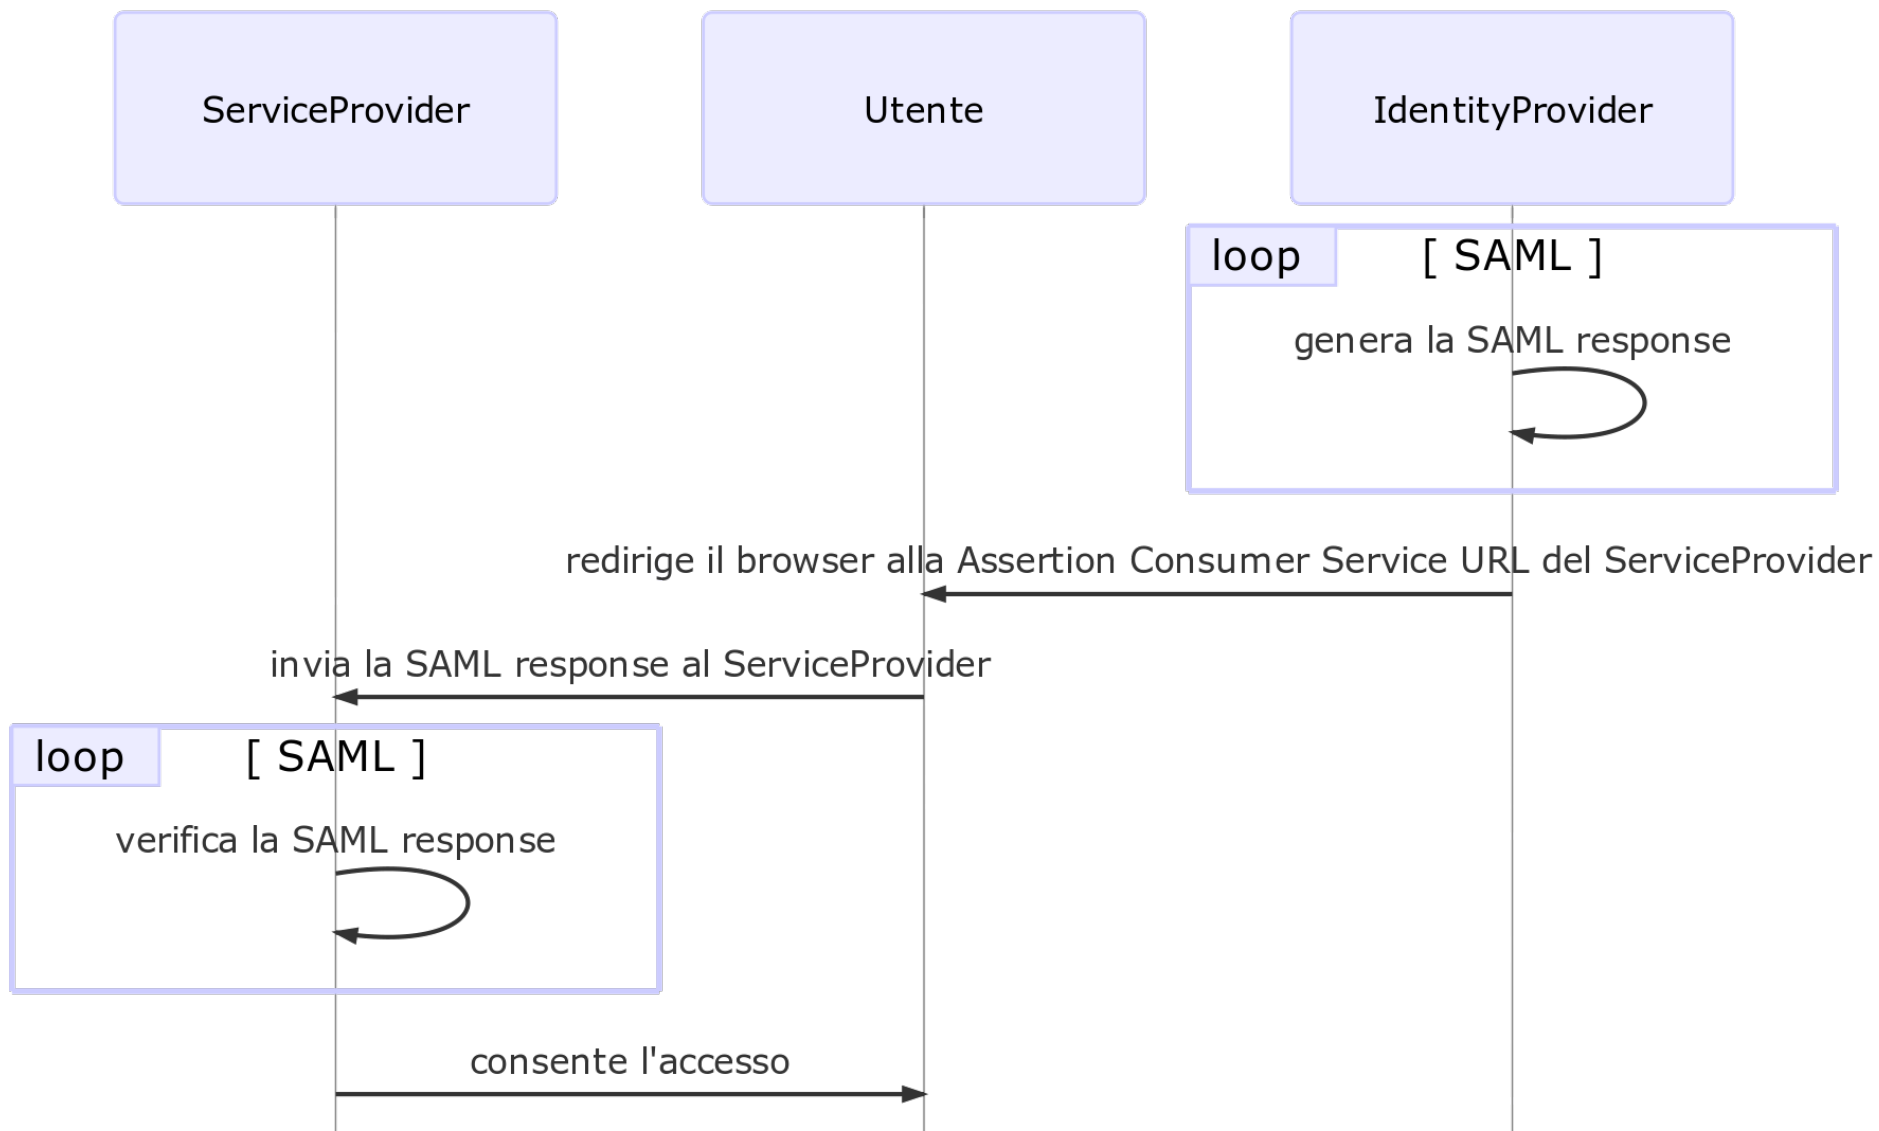 ServiceProvider
Utente
IdentityProvider
loop
[ SAML ]
genera la SAML response
redirige il browser alla Assertion Consumer Service URL del ServiceProvider
invia la SAML response al ServiceProvider
loop
[ SAML ]
verifica la SAML response
consente l'accesso